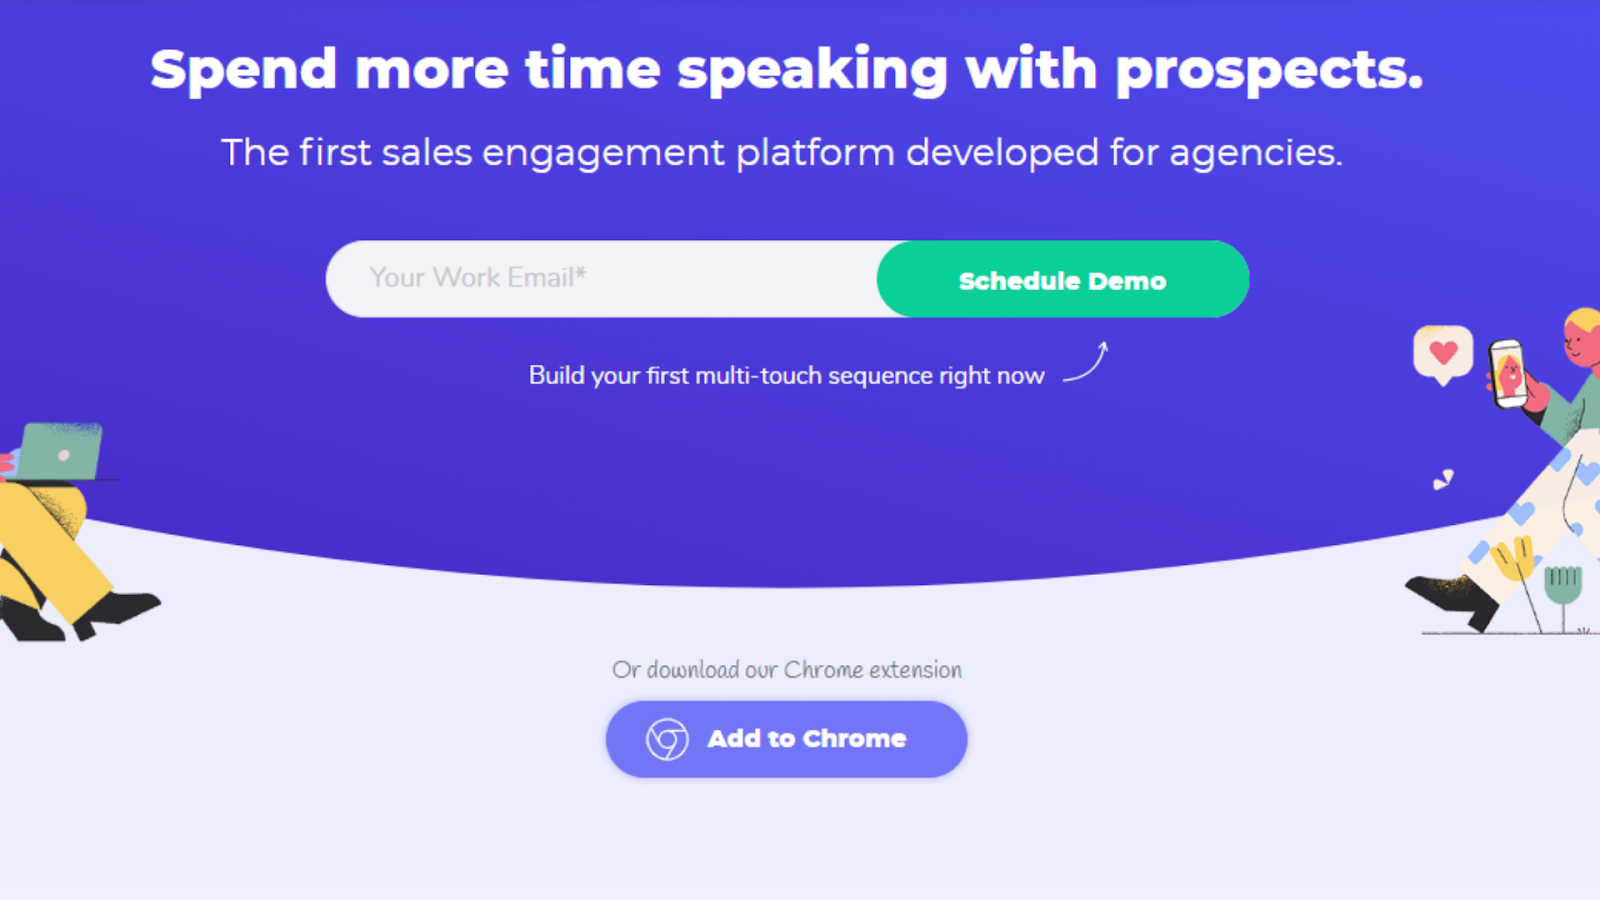 Spend more time speaking with prospects.
The first sales engagement platform developed for agencies.
Your Work Email*
Schedule Demo
Build your first multi-touch sequence right now
Or download our Chrome extension
Add to Chrome